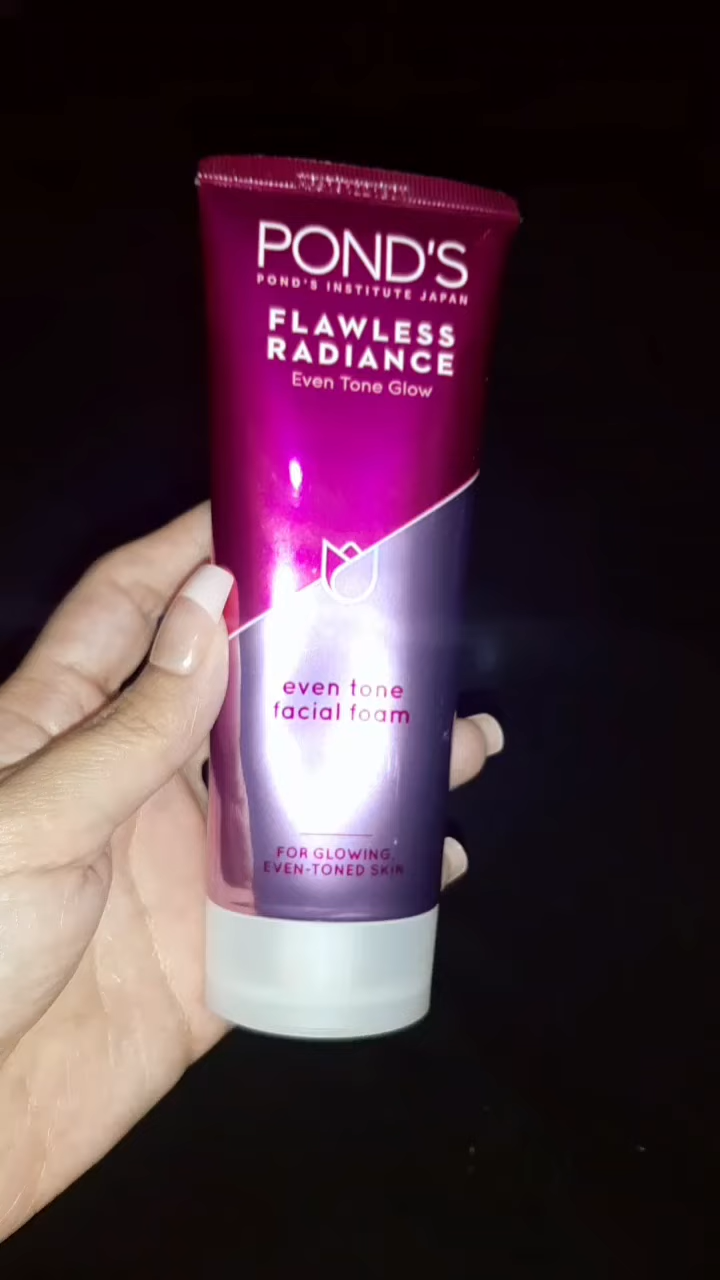 POND'S
POND'S INSTITUTE JAPAN
FLAWLESS
RADIANCE
Even Tone Glow
even tone
facial foam
FOR GLOWING,
EVEN-TONED SKIN